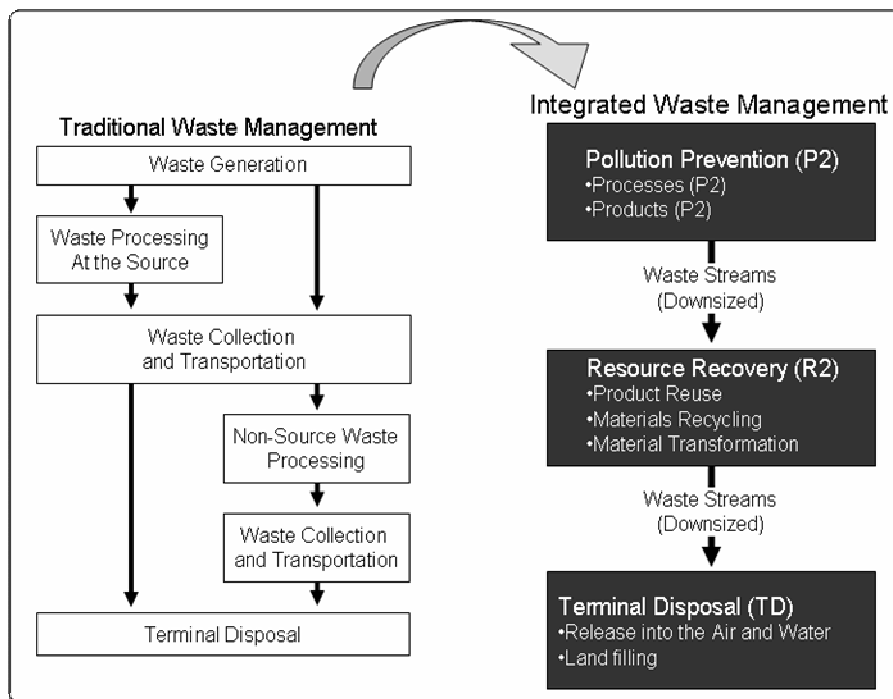 Traditional Waste Management
Waste Generation
Waste Processing
At the Source
Waste Collection
and Transportation
Non-Source Waste
Processing
Waste Collection
and Transportation
Terminal Disposal
Integrated Waste Management
Pollution Prevention (P2)
•Processes (P2)
•Products (P2)
Waste Streams
(Downsized)
Resource Recovery (R2)
•Product Reuse
•Materials Recycling
•Material Transformation
Waste Streams
(Downsized)
Terminal Disposal (TD)
•Release into the Air and Water
•Land filling